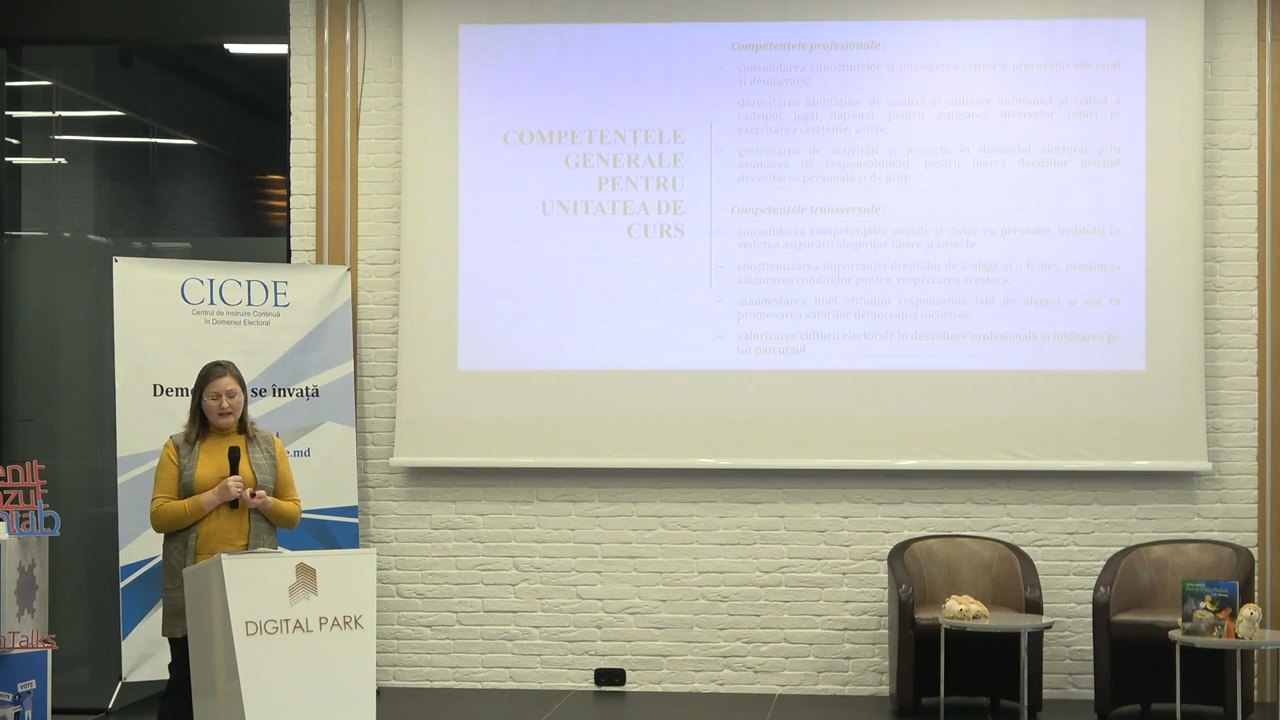 COMPETENȚELE
GENERALE
PENTRU
UNITATEA DE
CURS
Competențele profesionale :
– consolidarea cunoștințelor și înțelegerea critică a procesului electoral
și democratic;
– dezvoltarea abilităților de analiză și utilizare autonomă și critică a
cadrului legal național, pentru asumarea diverselor roluri în
exercitarea cetățeniei active;
– gestionarea de activități și proiecte în domeniul electoral prin
asumarea de responsabilități, pentru luarea deciziilor privind
dezvoltarea personală și de grup.
Competențele transversale :
– consolidarea competențelor sociale și civice cu persoane, instituții în
vederea asigurării alegerilor libere și corecte;
– conștientizarea importanței dreptului de a alege și a fi ales, precum și
asigurarea condițiilor pentru respectarea acestora;
– manifestarea unei atitudini responsabile față de alegeri și vot în
promovarea valorilor democrației incluzive;
– valorizarea culturii electorale în dezvoltare profesională și învățarea pe
tot parcursul
CICDE
Centrul de Instruire Continuă
în Domeniul Electoral
se învață
e.md
DIGITAL PARK
Talks
VOTE
VOTE